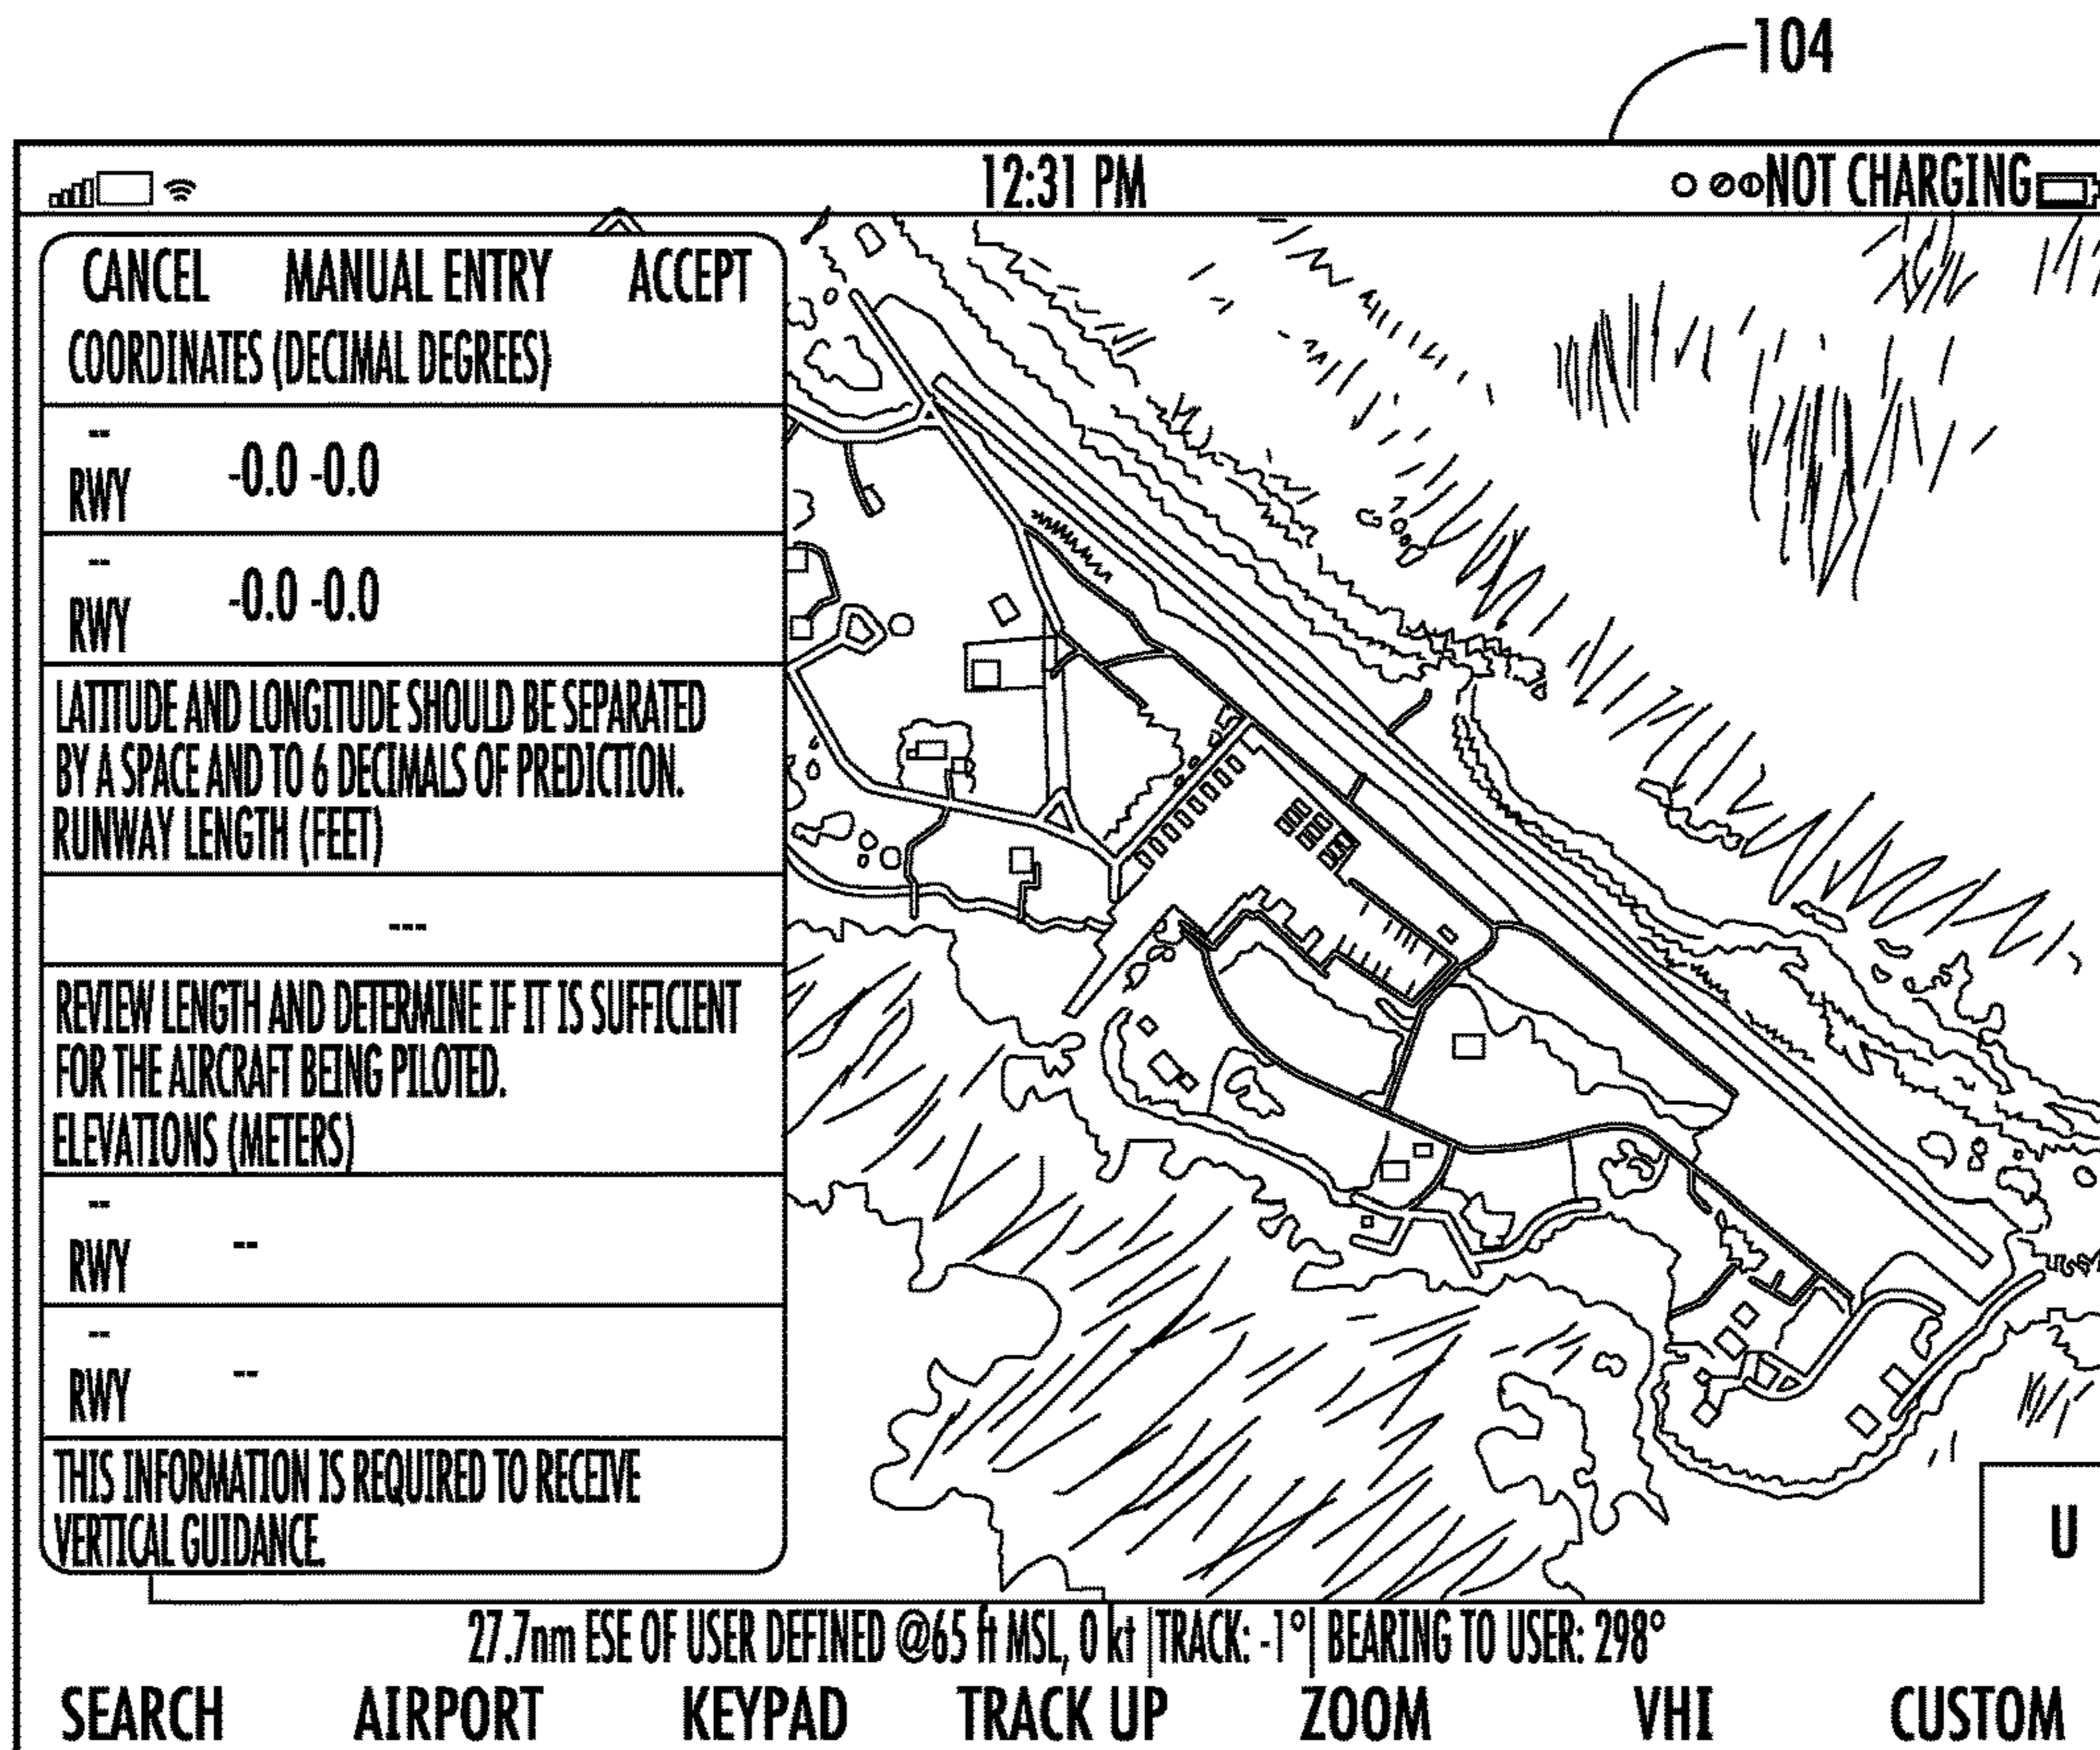 104
12:31 PM
NOT CHARGING
CANCEL MANUAL ENTRY ACCEPT
COORDINATES (DECIMAL DEGREES)
--
RWY -0.0 -0.0
--
RWY -0.0 -0.0
LATITUDE AND LONGITUDE SHOULD BE SEPARATED
BY A SPACE AND TO 6 DECIMALS OF PREDICTION.
RUNWAY LENGTH (FEET)
---
REVIEW LENGTH AND DETERMINE IF IT IS SUFFICIENT
FOR THE AIRCRAFT BEING PILOTED.
ELEVATIONS (METERS)
--
RWY --
--
RWY --
THIS INFORMATION IS REQUIRED TO RECEIVE
VERTICAL GUIDANCE.
U
27.7nm ESE OF USER DEFINED @65 ft MSL, 0 kt |TRACK: -1°| BEARING TO USER: 298°
SEARCH AIRPORT KEYPAD TRACK UP ZOOM VHI CUSTOM